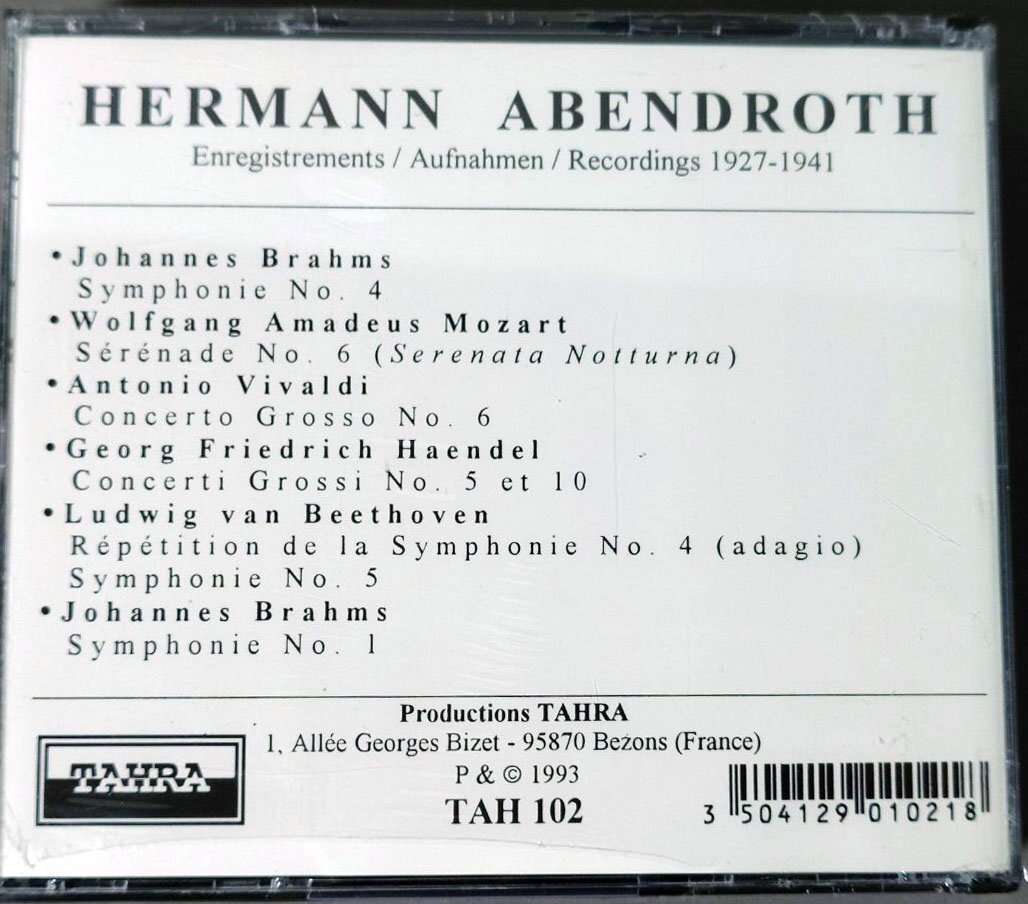 HERMANN ABENDROTH
Enregistrements / Aufnahmen / Recordings 1927-1941
• Johannes Brahms
Symphonie No. 4
• Wolfgang Amadeus Mozart
Sérénade No. 6 (Serenata Notturna)
• Antonio Vivaldi
Concerto Grosso No. 6
• Georg Friedrich Haendel
Concerti Grossi No. 5 et 10
• Ludwig van Beethoven
Répétition de la Symphonie No. 4 (adagio)
Symphonie No. 5
• Johannes Brahms
Symphonie No. 1
Productions TAHRA
1, Allée Georges Bizet - 95870 Bezons (France)
P & © 1993
TAH 102
TAHRA
3 504129 010218